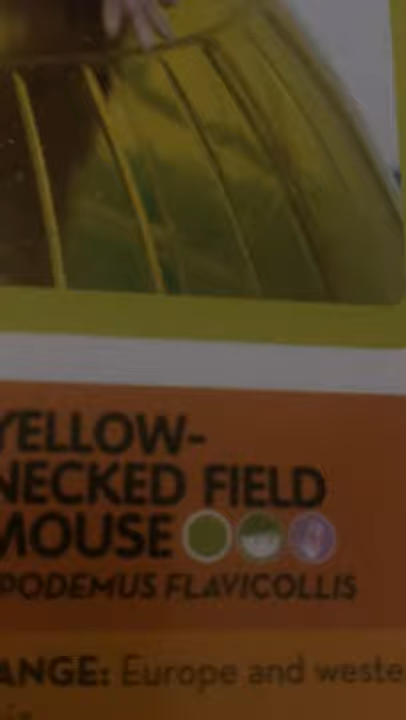 YELLOW-
NECKED FIELD
MOUSE
PODEMUS FLAVICOLLIS
ANGE: Europe and weste